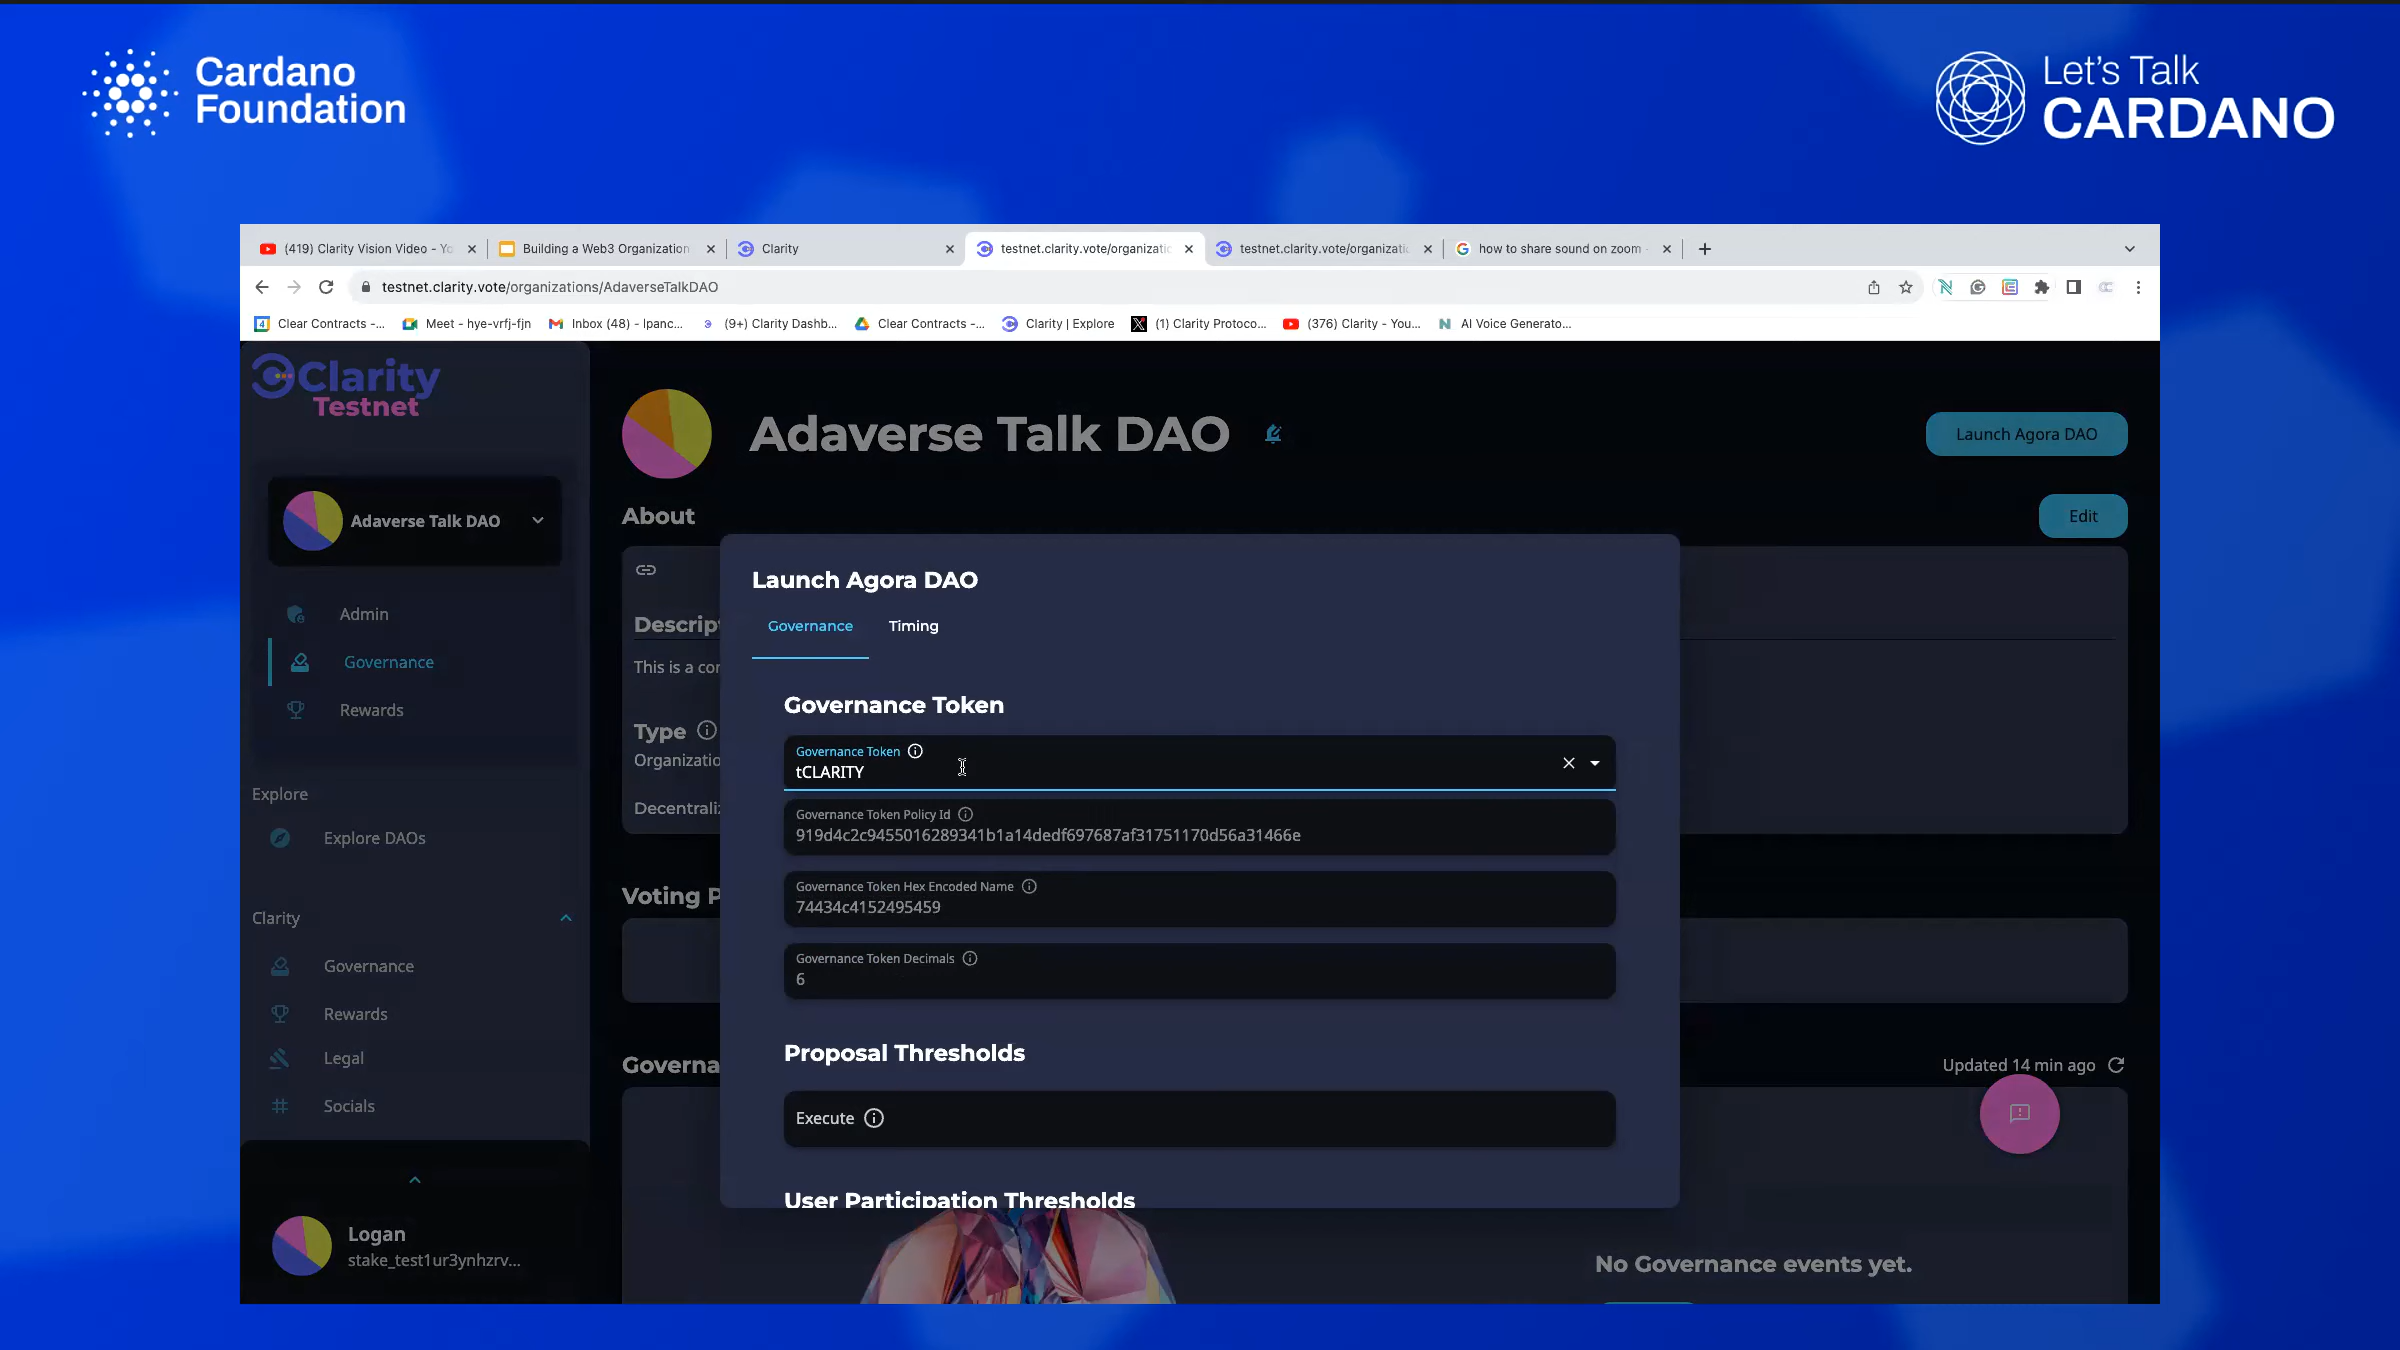 Cardano
Foundation
Let's Talk
CARDANO
(419) Clarity Vision Video - Yo
Building a Web3 Organization
Clarity
testnet.clarity.vote/organizatio
testnet.clarity.vote/organizatio
how to share sound on zoom -
testnet.clarity.vote/organizations/AdaverseTalkDAO
Clear Contracts -...
Meet - hye-vrfj-fjn
Inbox (48) - lpanc...
(9+) Clarity Dashb...
Clear Contracts -...
Clarity | Explore
(1) Clarity Protoco...
(376) Clarity - You...
AI Voice Generato...
Clarity
Testnet
Adaverse Talk DAO
Admin
Governance
Rewards
Explore
Explore DAOs
Clarity
Governance
Rewards
Legal
Socials
Logan
stake_test1ur3ynhzrv...
Adaverse Talk DAO
Launch Agora DAO
About
Edit
Descrip
This is a cor
Type
Organizatio
Decentraliz
Voting P
Governa
Updated 14 min ago
No Governance events yet.
Launch Agora DAO
Governance
Timing
Governance Token
Governance Token
tCLARITY
Governance Token Policy Id
919d4c2c9455016289341b1a14dedf697687af31751170d56a31466e
Governance Token Hex Encoded Name
74434c4152495459
Governance Token Decimals
6
Proposal Thresholds
Execute
User Participation Thresholds